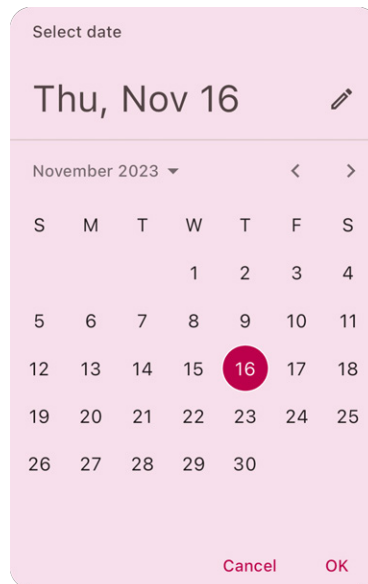 Select date
Thu, Nov 16
November 2023
S M T W T F S
1 2 3 4
5 6 7 8 9 10 11
12 13 14 15 16 17 18
19 20 21 22 23 24 25
26 27 28 29 30
Cancel OK